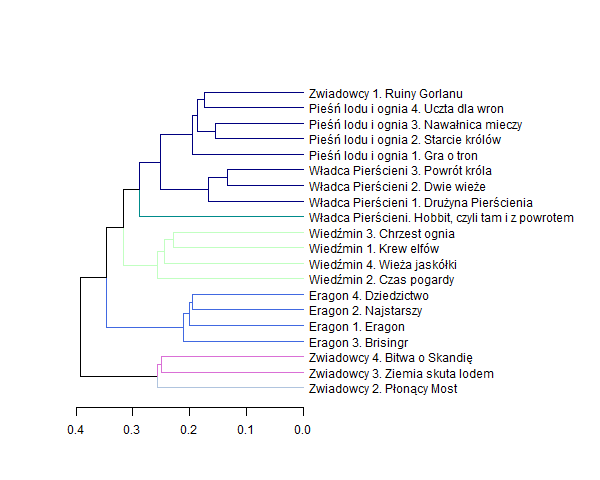 Zwiadowcy 1. Ruiny Gorlanu
Pieśń lodu i ognia 4. Uczta dla wron
Pieśń lodu i ognia 3. Nawałnica mieczy
Pieśń lodu i ognia 2. Starcie królów
Pieśń lodu i ognia 1. Gra o tron
Władca Pierścieni 3. Powrót króla
Władca Pierścieni 2. Dwie wieże
Władca Pierścieni 1. Drużyna Pierścienia
Władca Pierścieni. Hobbit, czyli tam i z powrotem
Wiedźmin 3. Chrzest ognia
Wiedźmin 1. Krew elfów
Wiedźmin 4. Wieża jaskółki
Wiedźmin 2. Czas pogardy
Eragon 4. Dziedzictwo
Eragon 2. Najstarszy
Eragon 1. Eragon
Eragon 3. Brisingr
Zwiadowcy 4. Bitwa o Skandię
Zwiadowcy 3. Ziemia skuta lodem
Zwiadowcy 2. Płonący Most
0.4 0.3 0.2 0.1 0.0